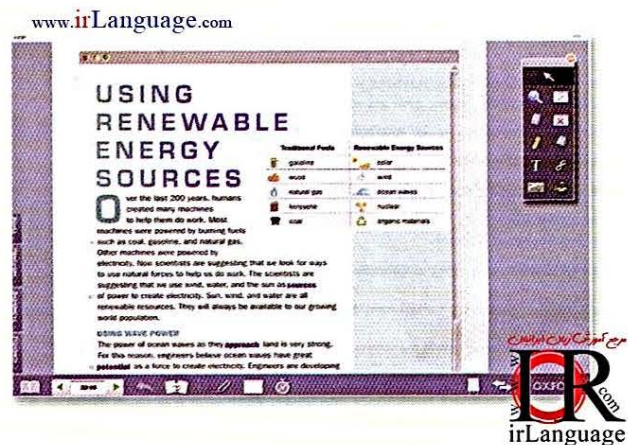 www.irLanguage.com
USING
RENEWABLE
ENERGY
SOURCES
Traditional Fuels Renewable Energy Sources
gasoline solar
wood wind
natural gas ocean waves
kerosene nuclear
coal organic materials
Over the last 200 years, humans
created many machines
to help them do work. Most
machines were powered by burning fuels
such as coal, gasoline, and natural gas.
Other machines were powered by
electricity. Now scientists are suggesting that we look for ways
to use natural forces to help us do work. The scientists are
suggesting that we use wind, water, and the sun as sources
of power to create electricity. Sun, wind, and water are all
renewable resources. They will always be available to our growing
world population.
USING WAVE POWER
The power of ocean waves as they approach land is very strong.
For this reason, engineers believe ocean waves have great
potential as a force to create electricity. Engineers are developing
T
مرجع آموزش زبان ایرانیان
IR
OXFO
.com
irLanguage